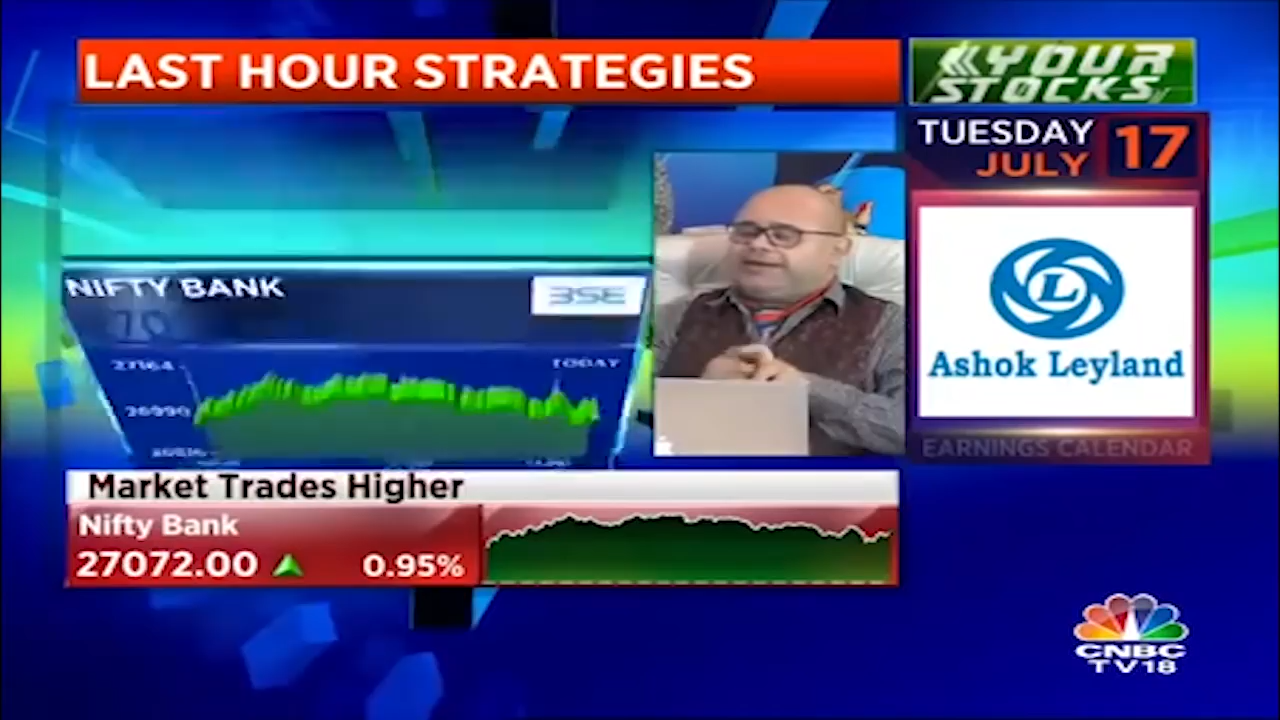 LAST HOUR STRATEGIES
YOUR
STOCKS
TUESDAY
JULY
17
NIFTY BANK
BSE
27164
TODAY
26990
L
Ashok Leyland
EARNINGS CALENDAR
Market Trades Higher
Nifty Bank
27072.00
0.95%
CNBC
TV18